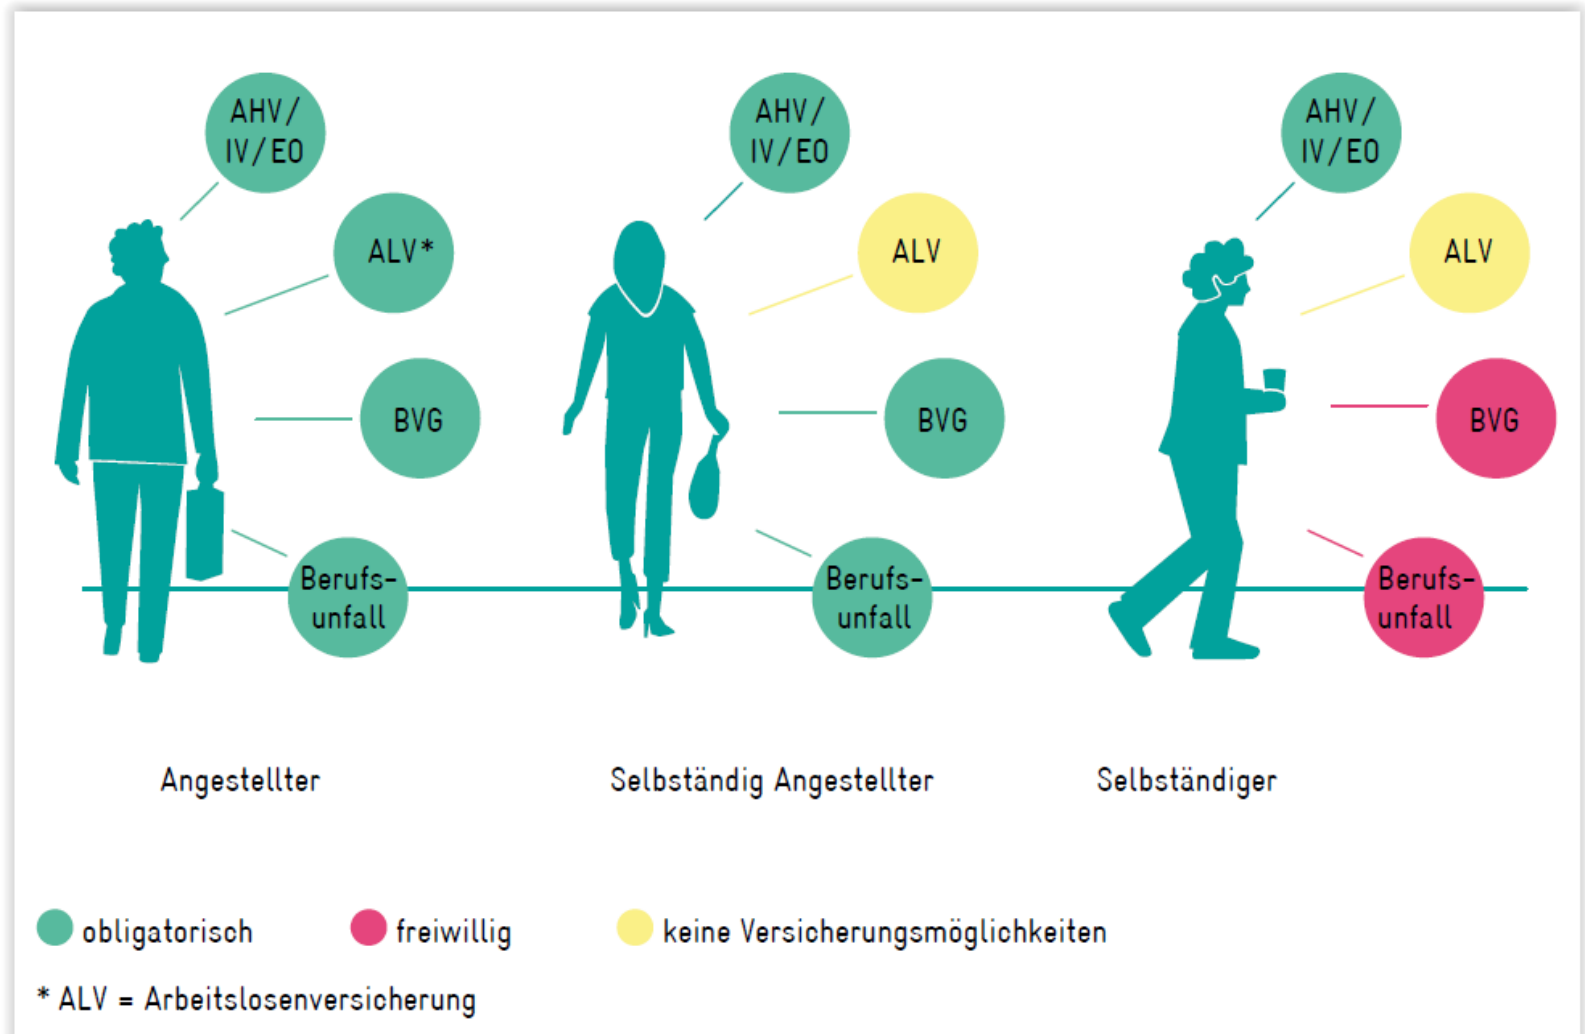 AHV/
IV/EO
ALV*
BVG
Berufs-
unfall
Angestellter
AHV/
IV/EO
ALV
BVG
Berufs-
unfall
Selbständig Angestellter
AHV/
IV/EO
ALV
BVG
Berufs-
unfall
Selbständiger
obligatorisch
freiwillig
keine Versicherungsmöglichkeiten
* ALV = Arbeitslosenversicherung